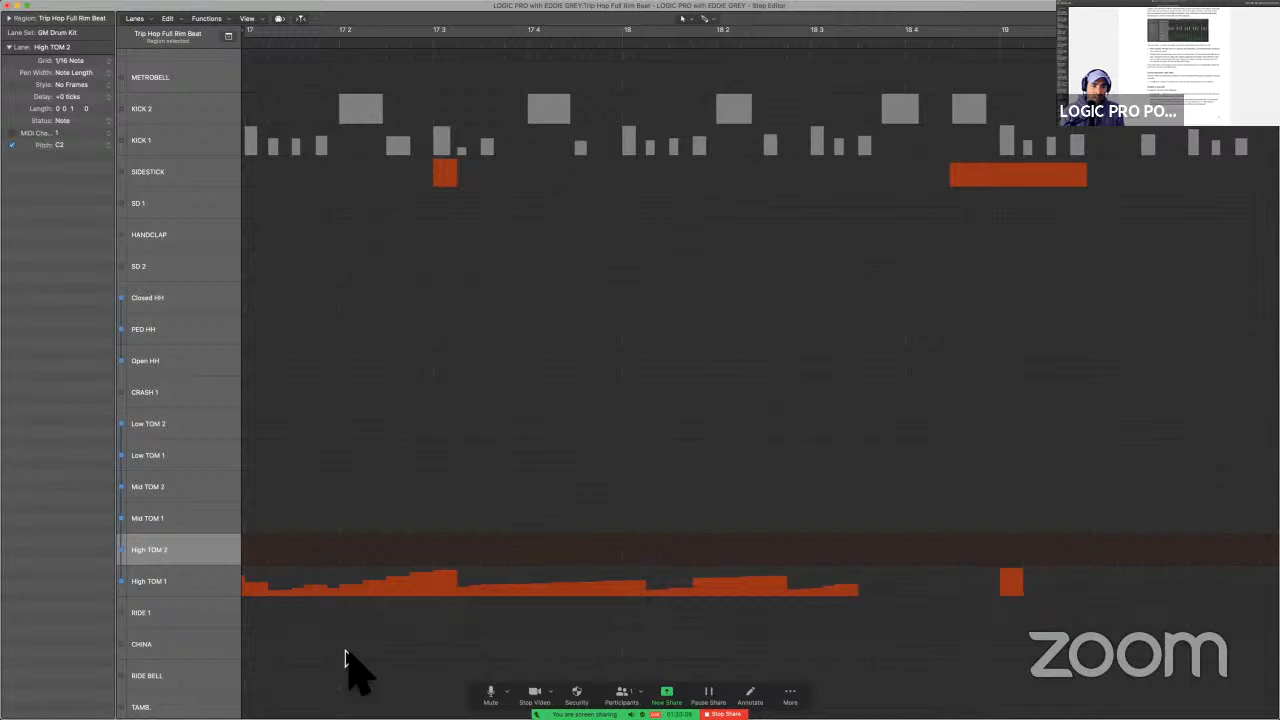 LOGIC PRO with EDDIE GREY:Trip Hop Full Rim Beat - LOGIC PRO with EDDIE GREY - Step Editor
Region: Trip Hop Full Rim Beat
Lanes Edit Functions View
Lane Set: GM Drum Kit
Trip Hop Full Rim Beat
Region selected
17 17 2 17 3 17 4 18 18 2 18 3 18 4 19
Lane: High TOM 2
Grid: 1/16 Note
Pen Width: Note Length
Style: No Frames
Delay: +0 ticks
Length: 0 0 1 0
Status: Note
MIDI Cha... 1
Pitch: C2
METROBELL
KICK 2
KICK 1
SIDESTICK
SD 1
HANDCLAP
SD 2
Closed HH
PED HH
Open HH
CRASH 1
Low TOM 2
Low TOM 1
Mid TOM 2
Mid TOM 1
High TOM 2
High TOM 1
RIDE 1
CHINA
RIDE BELL
TAMB.
LOGIC PRO PO...
zoom
1
Mute Stop Video Security Participants New Share Pause Share Annotate More
You are screen sharing LIVE 01:33:09 Stop Share